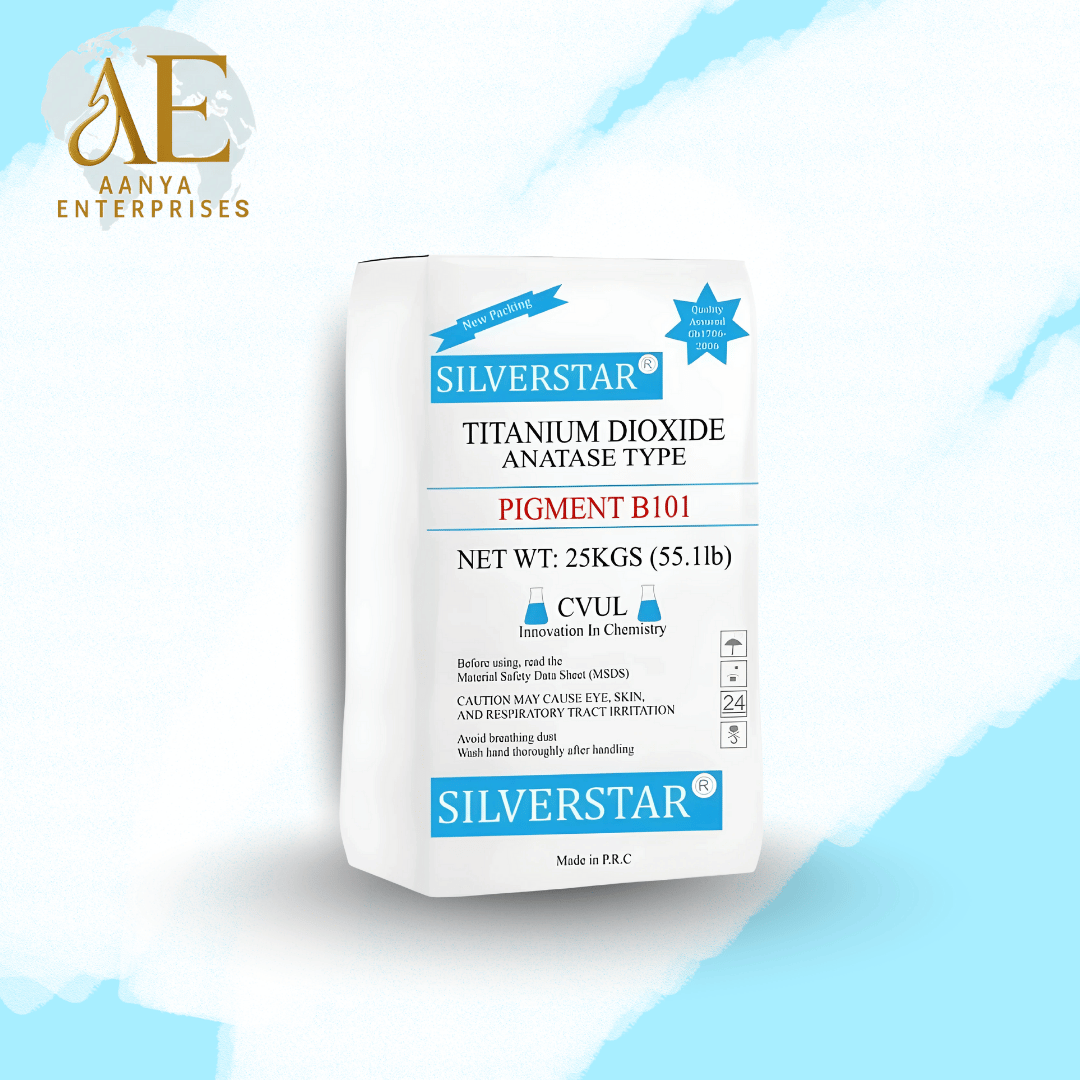 AE
AANYA
ENTERPRISES
New Packing
Quality
Assured
Gb1706-
2006
SILVERSTAR®
TITANIUM DIOXIDE
ANATASE TYPE
PIGMENT B101
NET WT: 25KGS (55.1lb)
CVUL
Innovation In Chemistry
Before using, read the
Material Safety Data Sheet (MSDS)
CAUTION MAY CAUSE EYE, SKIN,
AND RESPIRATORY TRACT IRRITATION
24
Avoid breathing dust
Wash hand thoroughly after handling
SILVERSTAR®
Made in P.R.C